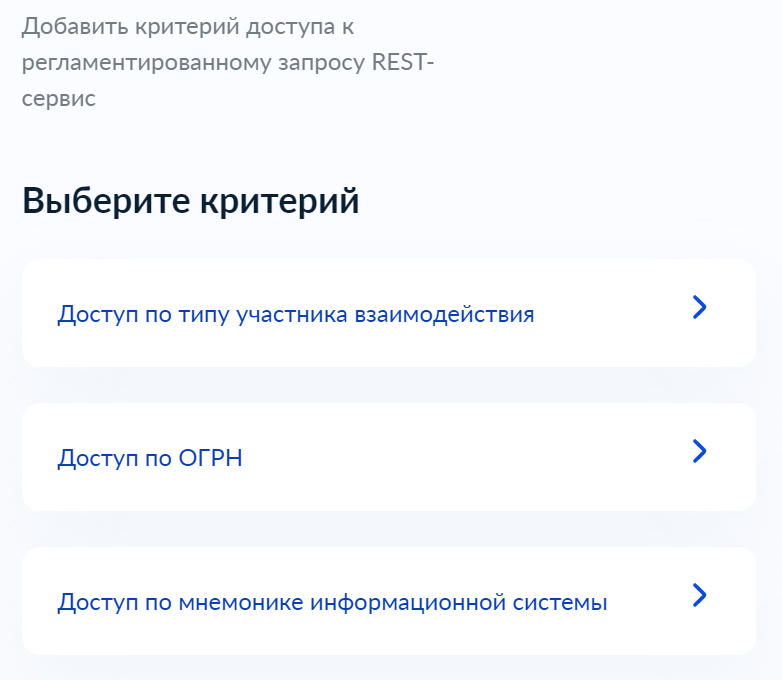 Добавить критерий доступа к
регламентированному запросу REST-
сервис
Выберите критерий
Доступ по типу участника взаимодействия
Доступ по ОГРН
Доступ по мнемонике информационной системы